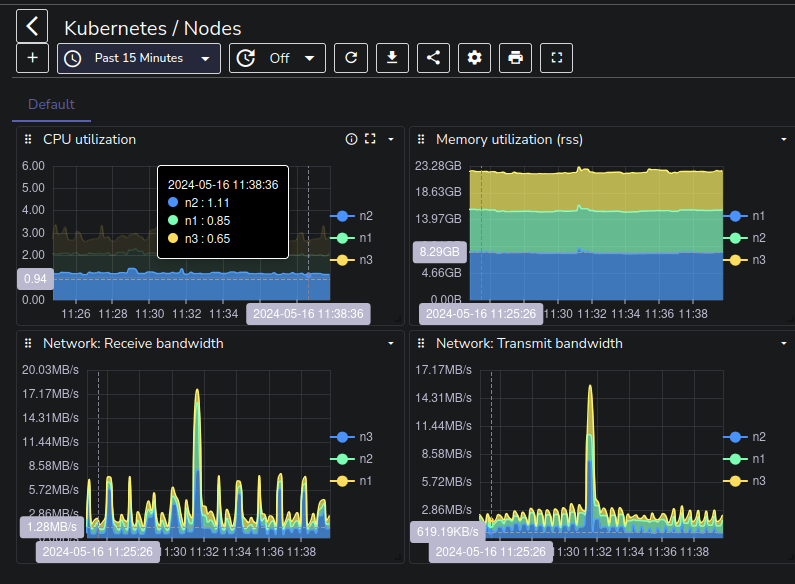 Kubernetes / Nodes
Past 15 Minutes
Off
Default
CPU utilization
6.00
5.00
4.00
3.00
2.00
0.94
0.00
2024-05-16 11:38:36
n2 : 1.11
n1 : 0.85
n3 : 0.65
n2
n1
n3
11:26 11:28 11:30 11:32 11:34 2024-05-16 11:38:36
Memory utilization (rss)
23.28GB
18.63GB
13.97GB
8.29GB
4.66GB
0.00B
n1
n2
n3
2024-05-16 11:25:26 11:30 11:32 11:34 11:36 11:38
Network: Receive bandwidth
20.03MB/s
17.17MB/s
14.31MB/s
11.44MB/s
8.58MB/s
5.72MB/s
2.86MB/s
1.28MB/s
n3
n2
n1
2024-05-16 11:25:26 11:30 11:32 11:34 11:36 11:38
Network: Transmit bandwidth
17.17MB/s
14.31MB/s
11.44MB/s
8.58MB/s
5.72MB/s
2.86MB/s
619.19KB/s
n2
n1
n3
2024-05-16 11:25:26 11:30 11:32 11:34 11:36 11:38